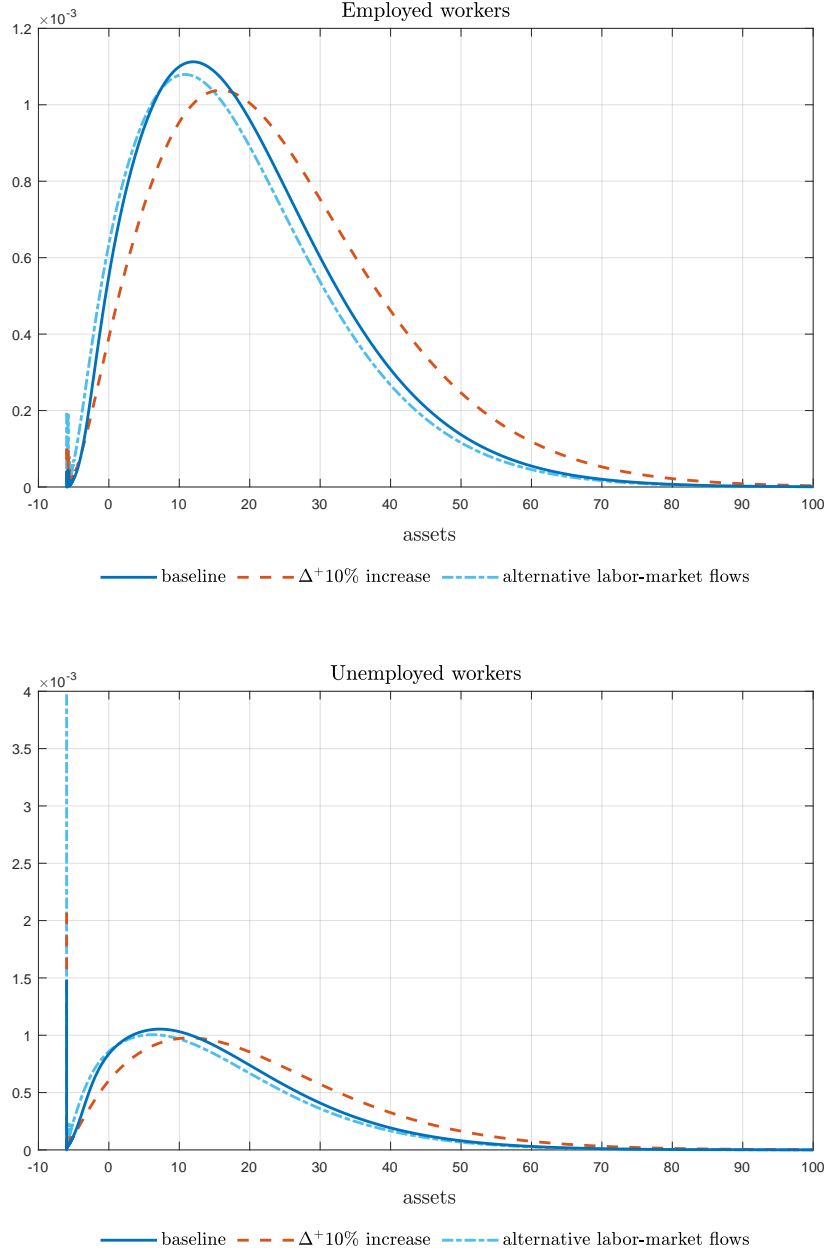 Employed workers
×10⁻³
1.2
1
0.8
0.6
0.4
0.2
0
-10 0 10 20 30 40 50 60 70 80 90 100
assets
baseline Δ⁺10% increase alternative labor-market flows
Unemployed workers
×10⁻³
4
3.5
3
2.5
2
1.5
1
0.5
0
-10 0 10 20 30 40 50 60 70 80 90 100
assets
baseline Δ⁺10% increase alternative labor-market flows